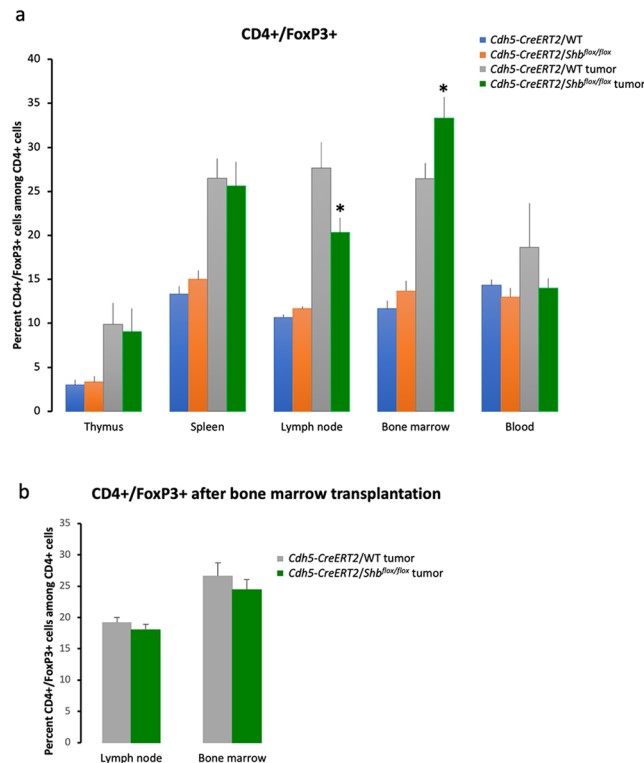 a
CD4+/FoxP3+
Cdh5-CreERT2/WT
Cdh5-CreERT2/Shbflox/flox
Cdh5-CreERT2/WT tumor
Cdh5-CreERT2/Shbflox/flox tumor
Percent CD4+/FoxP3+ cells among CD4+ cells
40
35
30
25
20
15
10
5
0
*
*
Thymus Spleen Lymph node Bone marrow Blood
b
CD4+/FoxP3+ after bone marrow transplantation
Cdh5-CreERT2/WT tumor
Cdh5-CreERT2/Shbflox/flox tumor
Percent CD4+/FoxP3+ cells among CD4+ cells
35
30
25
20
15
10
5
0
Lymph node Bone marrow